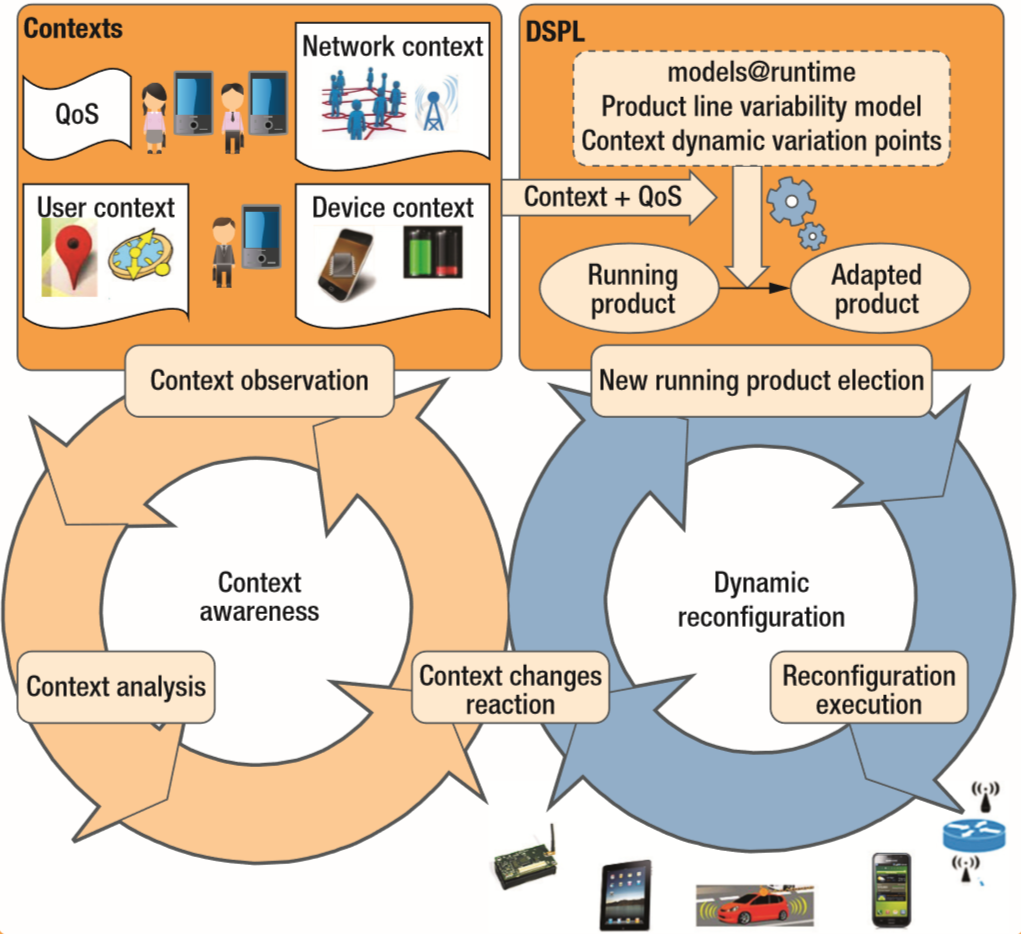 Contexts
QoS
Network context
User context
Device context
DSPL
models@runtime
Product line variability model
Context dynamic variation points
Context + QoS
Running
product
Adapted
product
Context observation
New running product election
Context
awareness
Dynamic
reconfiguration
Context analysis
Context changes
reaction
Reconfiguration
execution